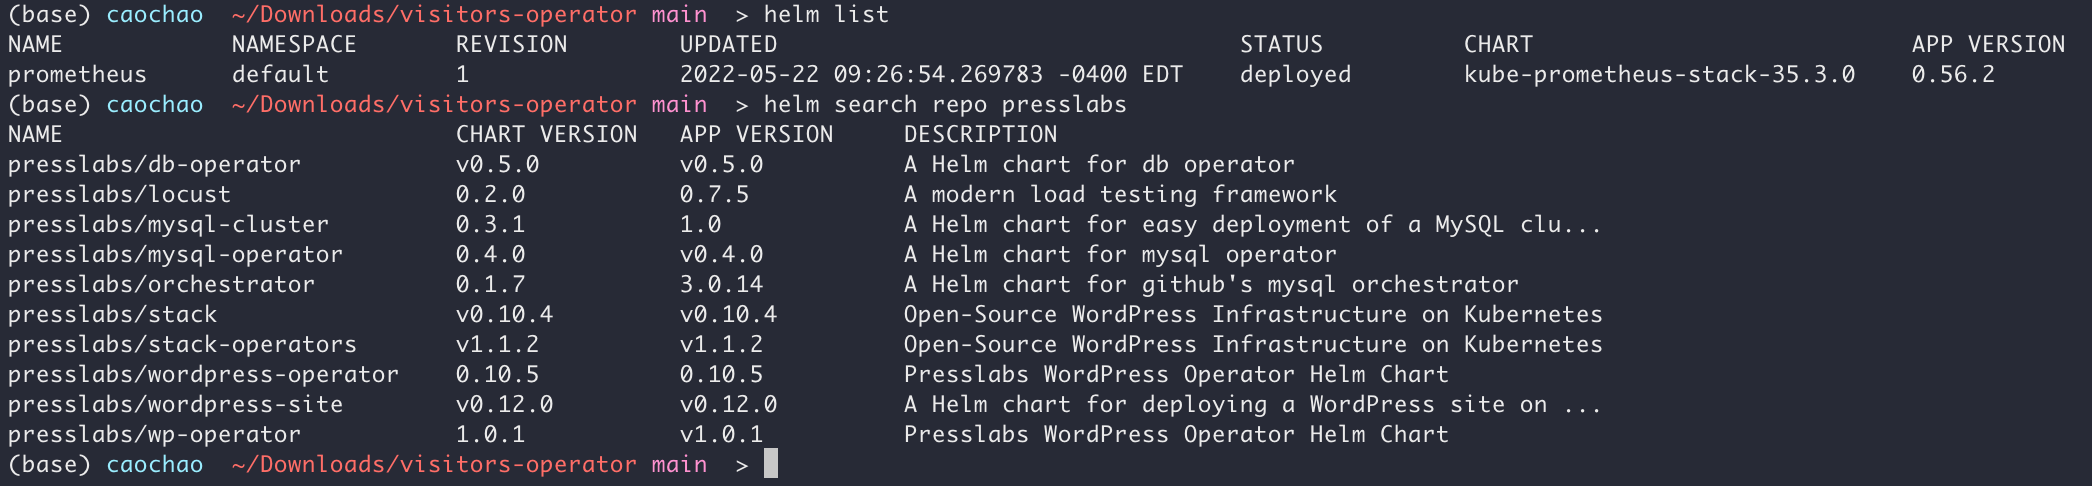 (base) caochao ~/Downloads/visitors-operator main > helm list
NAME NAMESPACE REVISION UPDATED STATUS CHART APP VERSION
prometheus default 1 2022-05-22 09:26:54.269783 -0400 EDT deployed kube-prometheus-stack-35.3.0 0.56.2
(base) caochao ~/Downloads/visitors-operator main > helm search repo presslabs
NAME CHART VERSION APP VERSION DESCRIPTION
presslabs/db-operator v0.5.0 v0.5.0 A Helm chart for db operator
presslabs/locust 0.2.0 0.7.5 A modern load testing framework
presslabs/mysql-cluster 0.3.1 1.0 A Helm chart for easy deployment of a MySQL clu...
presslabs/mysql-operator 0.4.0 v0.4.0 A Helm chart for mysql operator
presslabs/orchestrator 0.1.7 3.0.14 A Helm chart for github's mysql orchestrator
presslabs/stack v0.10.4 v0.10.4 Open-Source WordPress Infrastructure on Kubernetes
presslabs/stack-operators v1.1.2 v1.1.2 Open-Source WordPress Infrastructure on Kubernetes
presslabs/wordpress-operator 0.10.5 0.10.5 Presslabs WordPress Operator Helm Chart
presslabs/wordpress-site v0.12.0 v0.12.0 A Helm chart for deploying a WordPress site on ...
presslabs/wp-operator 1.0.1 v1.0.1 Presslabs WordPress Operator Helm Chart
(base) caochao ~/Downloads/visitors-operator main >